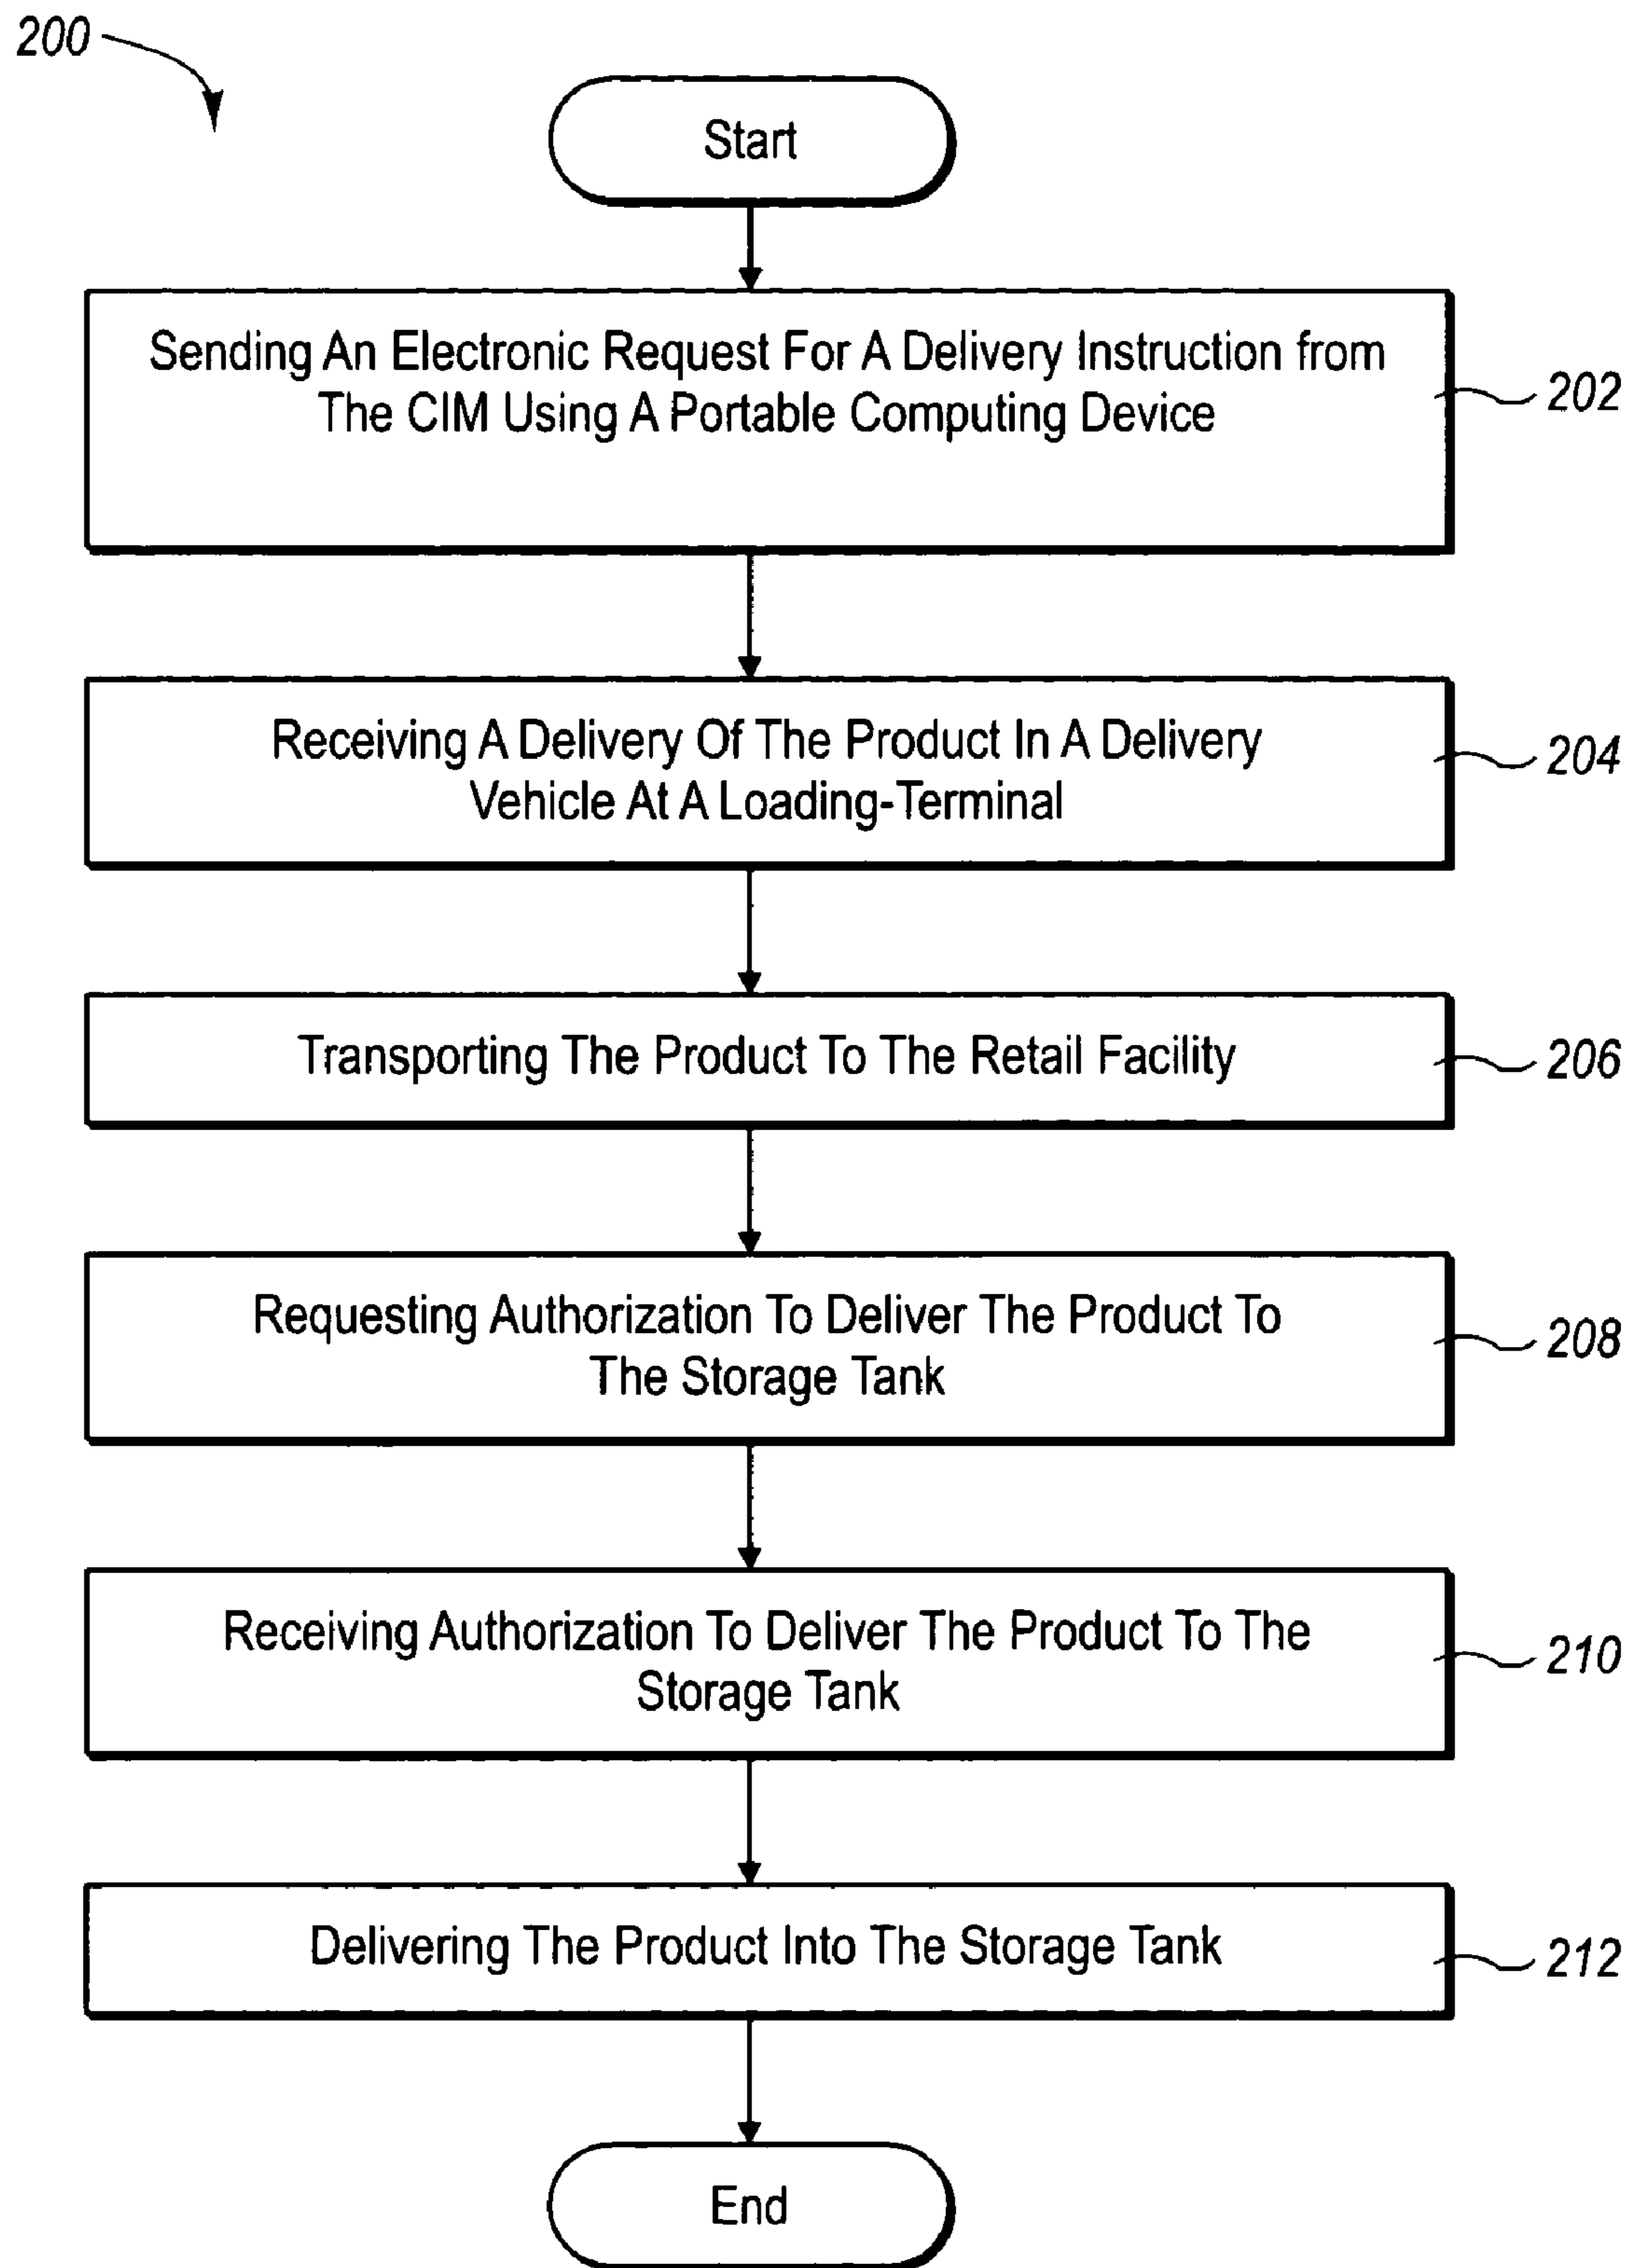 200
Start
Sending An Electronic Request For A Delivery Instruction from
The CIM Using A Portable Computing Device
202
Receiving A Delivery Of The Product In A Delivery
Vehicle At A Loading-Terminal
204
Transporting The Product To The Retail Facility
206
Requesting Authorization To Deliver The Product To
The Storage Tank
208
Receiving Authorization To Deliver The Product To The
Storage Tank
210
Delivering The Product Into The Storage Tank
212
End